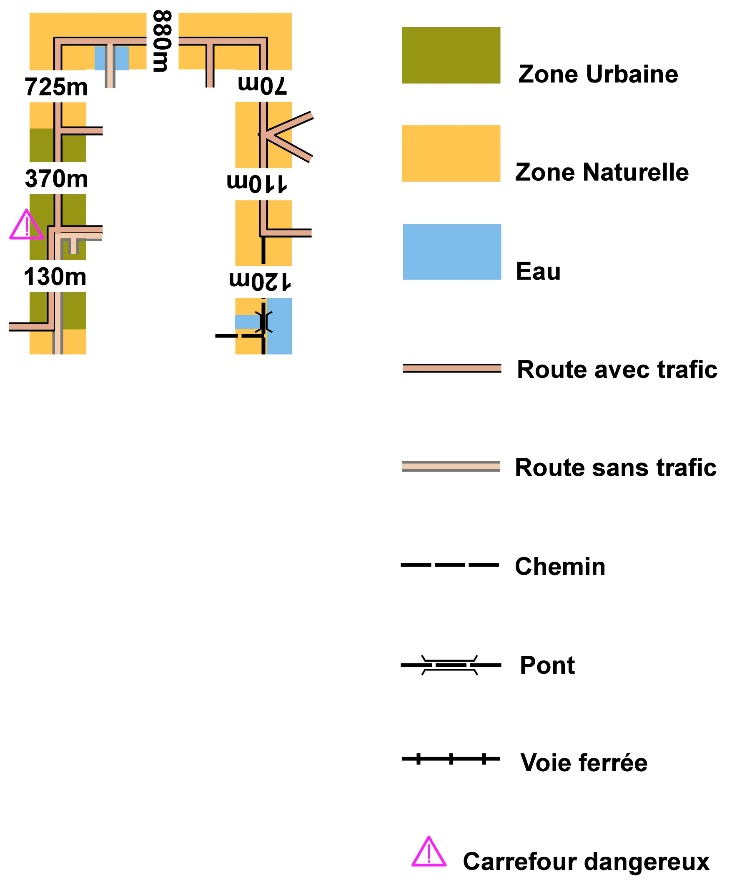 880m
725m
70m
370m
110m
130m
120m
Zone Urbaine
Zone Naturelle
Eau
Route avec trafic
Route sans trafic
Chemin
Pont
Voie ferrée
Carrefour dangereux